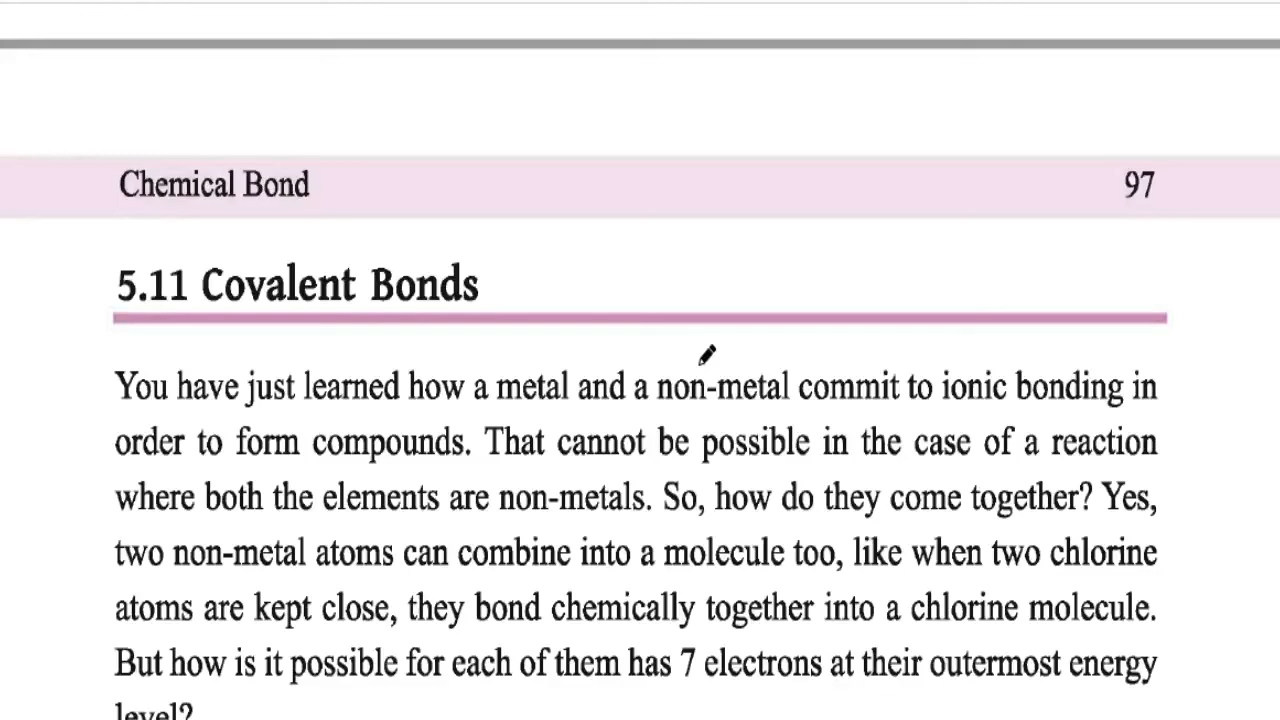 Chemical Bond 97
5.11 Covalent Bonds
You have just learned how a metal and a non-metal commit to ionic bonding in
order to form compounds. That cannot be possible in the case of a reaction
where both the elements are non-metals. So, how do they come together? Yes,
two non-metal atoms can combine into a molecule too, like when two chlorine
atoms are kept close, they bond chemically together into a chlorine molecule.
But how is it possible for each of them has 7 electrons at their outermost energy
level?